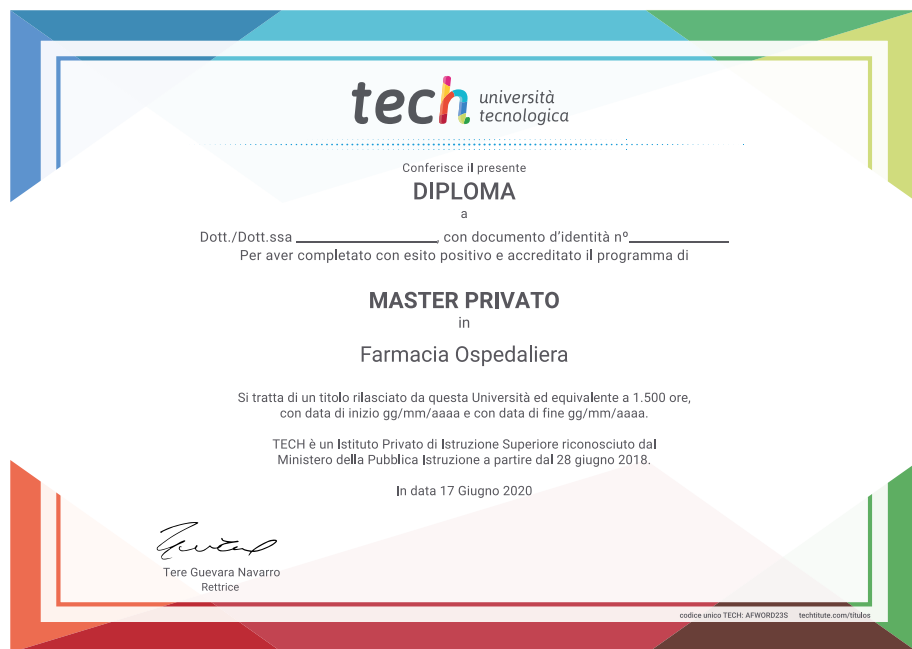 tech università
tecnologica
Conferisce il presente
DIPLOMA
a
Dott./Dott.ssa ________________, con documento d'identità nº____________
Per aver completato con esito positivo e accreditato il programma di
MASTER PRIVATO
in
Farmacia Ospedaliera
Si tratta di un titolo rilasciato da questa Università ed equivalente a 1.500 ore,
con data di inizio gg/mm/aaaa e con data di fine gg/mm/aaaa.
TECH è un Istituto Privato di Istruzione Superiore riconosciuto dal
Ministero della Pubblica Istruzione a partire dal 28 giugno 2018.
In data 17 Giugno 2020
Tere Guevara Navarro
Rettrice
codice unico TECH: AFWORD23S techtitute.com/títulos